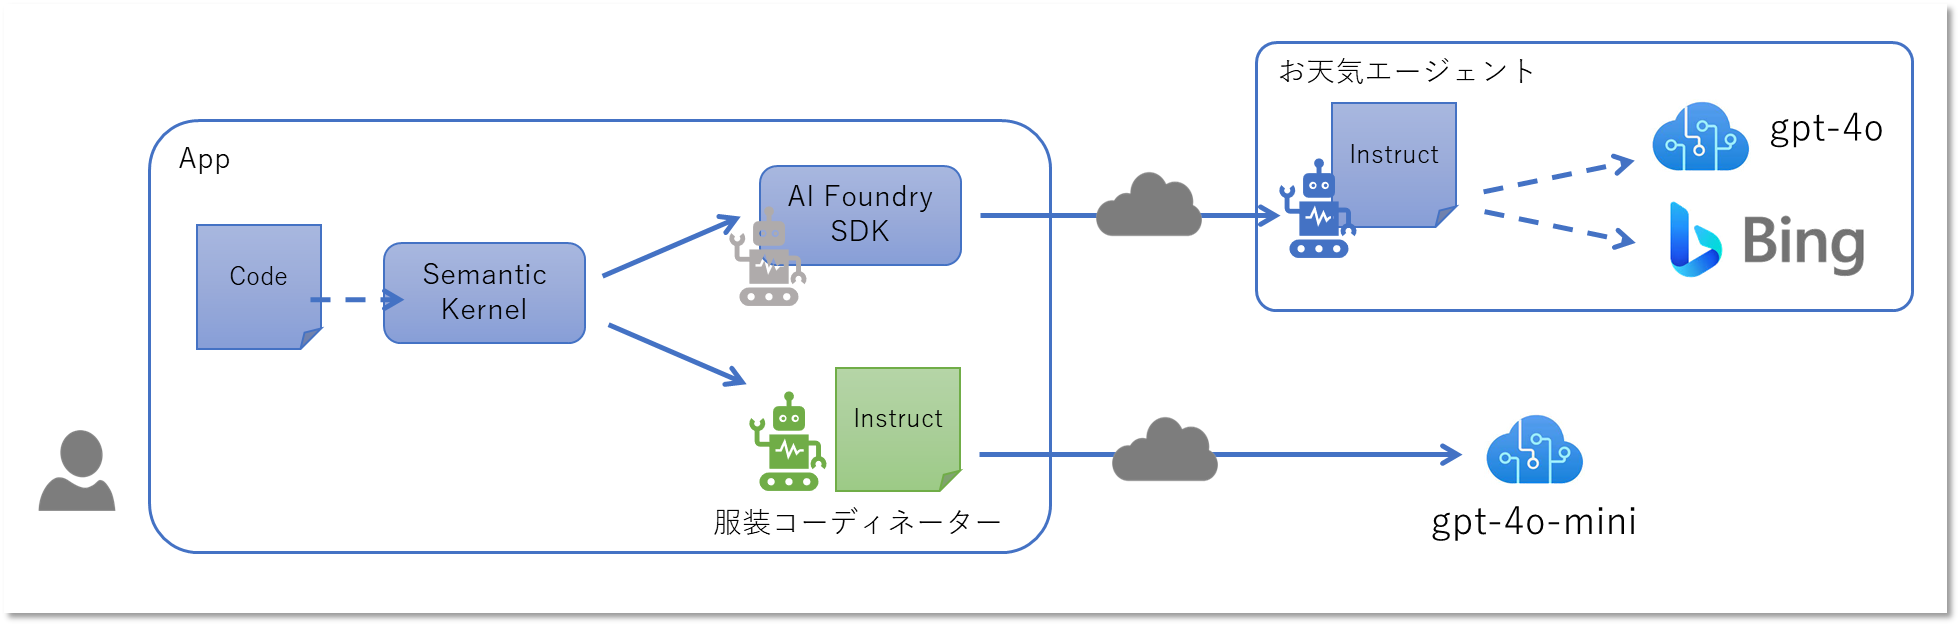 App
Code
Semantic
Kernel
AI Foundry
SDK
Instruct
服装コーディネーター
お天気エージェント
Instruct
gpt-4o
Bing
gpt-4o-mini